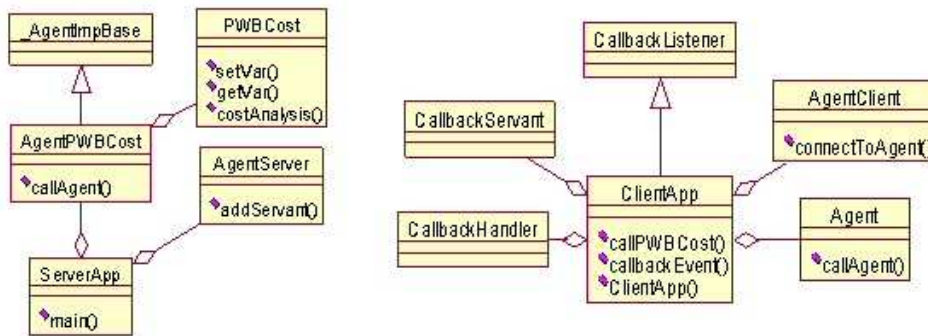 _AgentImpBase
PWBCost
setVar()
getVar()
costAnalysis()
AgentPWBCost
callAgent()
AgentServer
addServant()
ServerApp
main()
CallbackListener
CallbackServant
AgentClient
connectToAgent()
ClientApp
callPWBCost()
callbackEvent()
ClientApp()
CallbackHandler
Agent
callAgent()